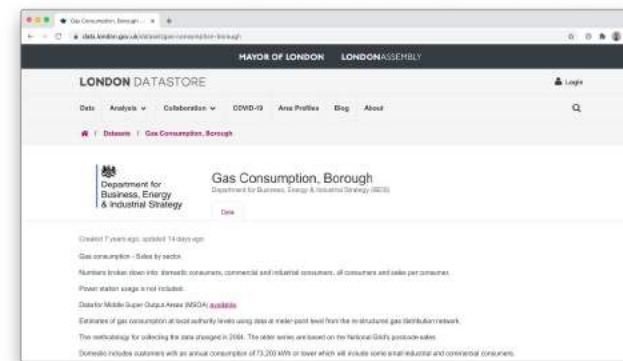 Gas Consumption, Borough - ...
data.london.gov.uk/dataset/gas-consumption-borough
MAYOR OF LONDON LONDONASSEMBLY
LONDON DATASTORE
Login
Data Analysis Collaboration COVID-19 Area Profiles Blog About
/ Datasets / Gas Consumption, Borough
Department for
Business, Energy
& Industrial Strategy
Gas Consumption, Borough
Department for Business, Energy & Industrial Strategy (BEIS)
Data
Created 7 years ago, updated 14 days ago
Gas consumption - Sales by sector.
Numbers broken down into: domestic consumers, commercial and industrial consumers, all consumers and sales per consumer.
Power station usage is not included.
Data for Middle Super Output Areas (MSOA) available
Estimates of gas consumption at local authority levels using data at meter-point level from the re-structured gas distribution network.
The methodology for collecting the data changed in 2004. The older series are based on the National Grid's postcode sales.
Domestic includes customers with an annual consumption of 73,200 kWh or lower which will include some small industrial and commercial consumers.